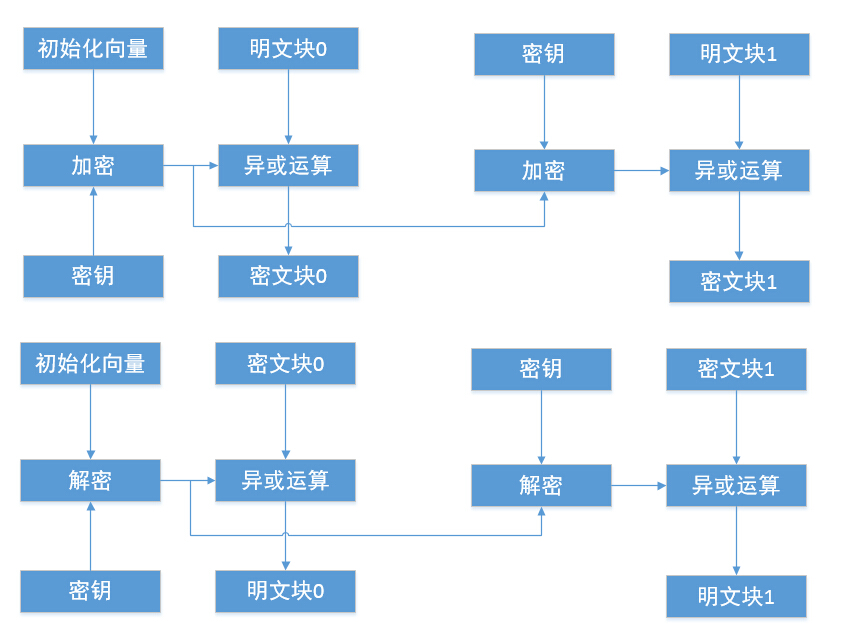 初始化向量
明文块0
密钥
明文块1
加密
异或运算
加密
异或运算
密钥
密文块0
密文块1
初始化向量
密文块0
密钥
密文块1
解密
异或运算
解密
异或运算
密钥
明文块0
明文块1